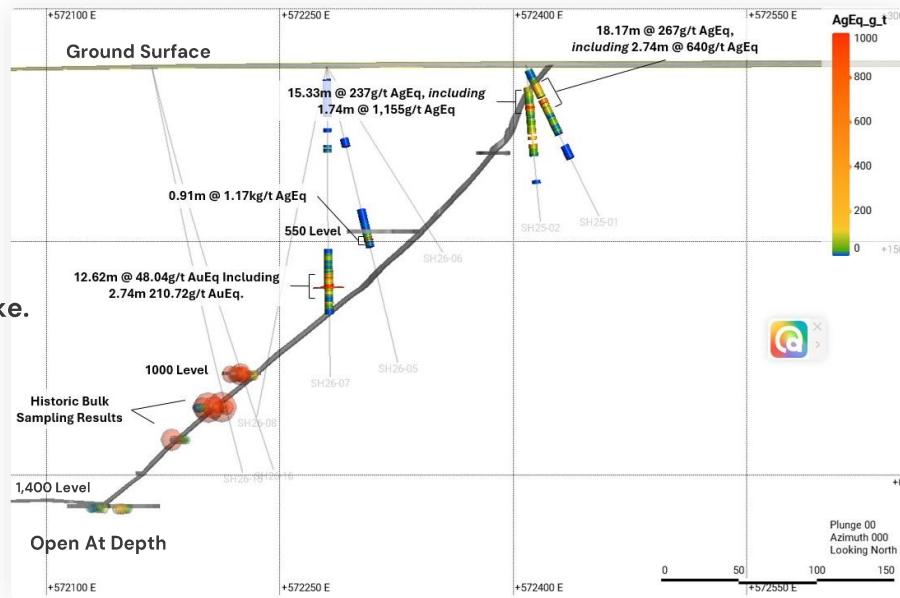 +572100 E
+572250 E
+572400 E
+572550 E
AgEq_g_t
+300
Ground Surface
18.17m @ 267g/t AgEq,
including 2.74m @ 640g/t AgEq
1000
800
600
400
200
0
15.33m @ 237g/t AgEq, including
1.74m @ 1,155g/t AgEq
0.91m @ 1.17kg/t AgEq
550 Level
SH25-02
SH25-01
SH26-06
+150
12.62m @ 48.04g/t AuEq Including
2.74m 210.72g/t AuEq.
ke.
1000 Level
SH26-05
SH26-07
Historic Bulk
Sampling Results
SH26-08
1,400 Level
Open At Depth
Plunge 00
Azimuth 000
Looking North
0
50
100
150
+572100 E
+572250 E
+572400 E
+572550 E